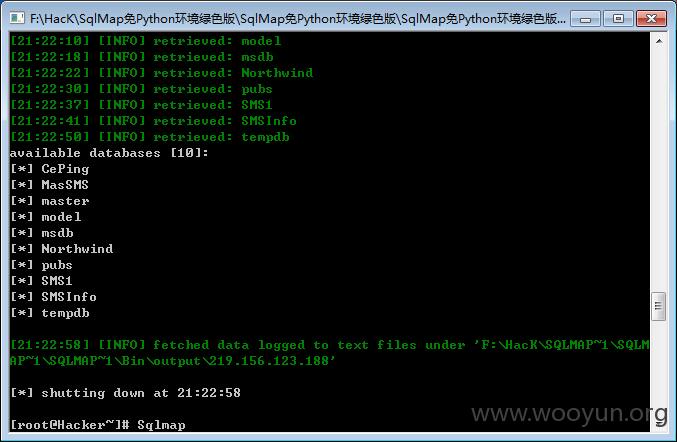 F:\HacK\SqlMap免Python环境绿色版\SqlMap免Python环境绿色版\SqlMap免Python环境绿色版...
[21:22:10] [INFO] retrieved: model
[21:22:18] [INFO] retrieved: msdb
[21:22:22] [INFO] retrieved: Northwind
[21:22:30] [INFO] retrieved: pubs
[21:22:37] [INFO] retrieved: SMS1
[21:22:41] [INFO] retrieved: SMSInfo
[21:22:50] [INFO] retrieved: tempdb
available databases [10]:
[*] CePing
[*] MasSMS
[*] master
[*] model
[*] msdb
[*] Northwind
[*] pubs
[*] SMS1
[*] SMSInfo
[*] tempdb
[21:22:58] [INFO] fetched data logged to text files under 'F:\HacK\SQLMAP~1\SQLM
AP~1\SQLMAP~1\Bin\output\219.156.123.188'
[*] shutting down at 21:22:58
[root@Hacker~]# Sqlmap
www.wooyun.org